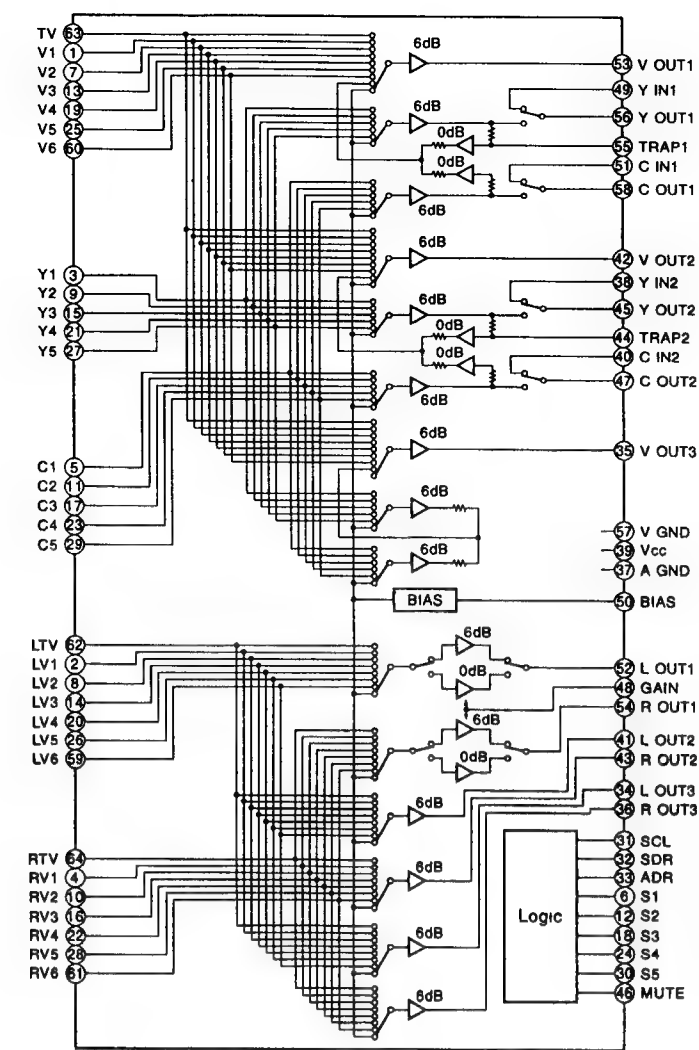 TV 63
V1 1
V2 7
V3 13
V4 19
V5 25
V6 60
Y1 3
Y2 9
Y3 15
Y4 21
Y5 27
C1 5
C2 11
C3 17
C4 23
C5 29
LTV 62
LV1 2
LV2 8
LV3 14
LV4 20
LV5 26
LV6 59
RTV 64
RV1 4
RV2 10
RV3 16
RV4 22
RV5 28
RV6 61
6dB
6dB
0dB
0dB
6dB
6dB
6dB
0dB
0dB
6dB
6dB
6dB
6dB
BIAS
6dB
0dB
6dB
0dB
6dB
6dB
6dB
6dB
Logic
53 V OUT1
49 Y IN1
56 Y OUT1
55 TRAP1
51 C IN1
58 C OUT1
42 V OUT2
38 Y IN2
45 Y OUT2
44 TRAP2
40 C IN2
47 C OUT2
35 V OUT3
57 V GND
39 Vcc
37 A GND
50 BIAS
52 L OUT1
48 GAIN
54 R OUT1
41 L OUT2
43 R OUT2
34 L OUT3
36 R OUT3
31 SCL
32 SDR
33 ADR
6 S1
12 S2
18 S3
24 S4
30 S5
46 MUTE